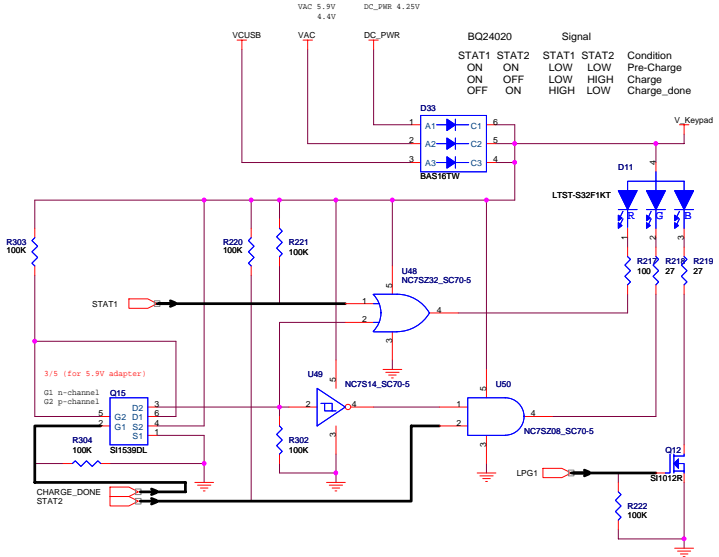 VAC 5.9V DC_PWR 4.25V
4.4V
VCUSB VAC DC_PWR
BQ24020 Signal
STAT1 STAT2 STAT1 STAT2 Condition
ON ON LOW LOW Pre-Charge
ON OFF LOW HIGH Charge
OFF ON HIGH LOW Charge_done
D33
1 A1 C1 6
2 A2 C2 5
3 A3 C3 4
BAS16TW
V_Keypad
D11
4
LTST-S32F1KT
R G B
1 2 3
R217
100
R218
27
R219
27
R303
100K
R220
100K
R221
100K
U48
NC7SZ32_SC70-5
5
STAT1
1
2
4
3
3/5 (for 5.9V adapter)
G1 n-channel
G2 p-channel
Q15
5 G2 D2 3
2 G1 D1 6
S2 4
S1 1
SI1539DL
U49
NC7S14_SC70-5
5
2 4
3
U50
5
1
2
4
NC7SZ08_SC70-5
3
R304
100K
R302
100K
CHARGE_DONE
STAT2
LPG1
Q12
SI1012R
R222
100K